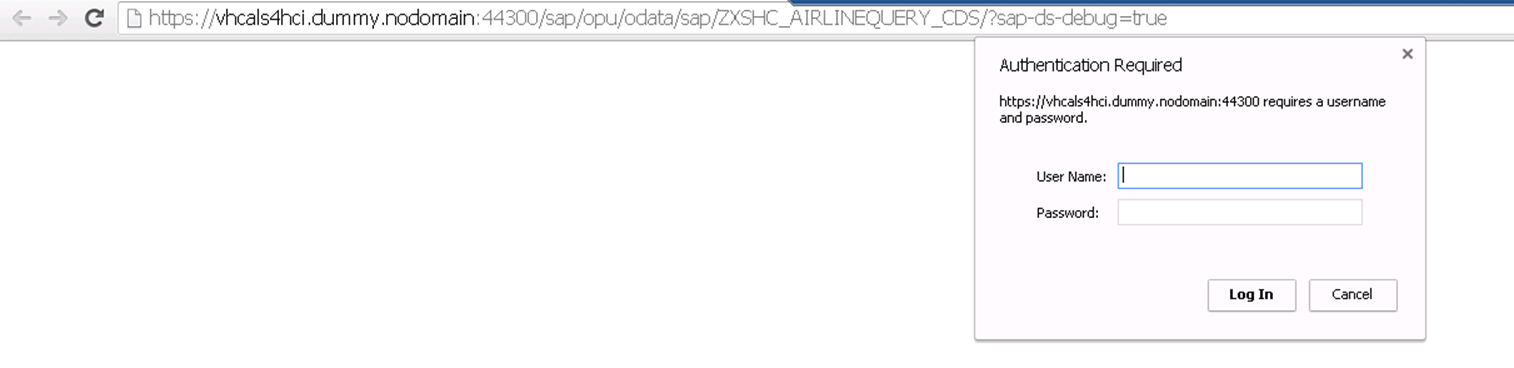 https://vhcals4hci.dummy.nodomain:44300/sap/opu/odata/sap/ZXSHC_AIRLINEQUERY_CDS/?sap-ds-debug=true
Authentication Required
https://vhcals4hci.dummy.nodomain:44300 requires a username
and password.
User Name:
Password:
Log In Cancel